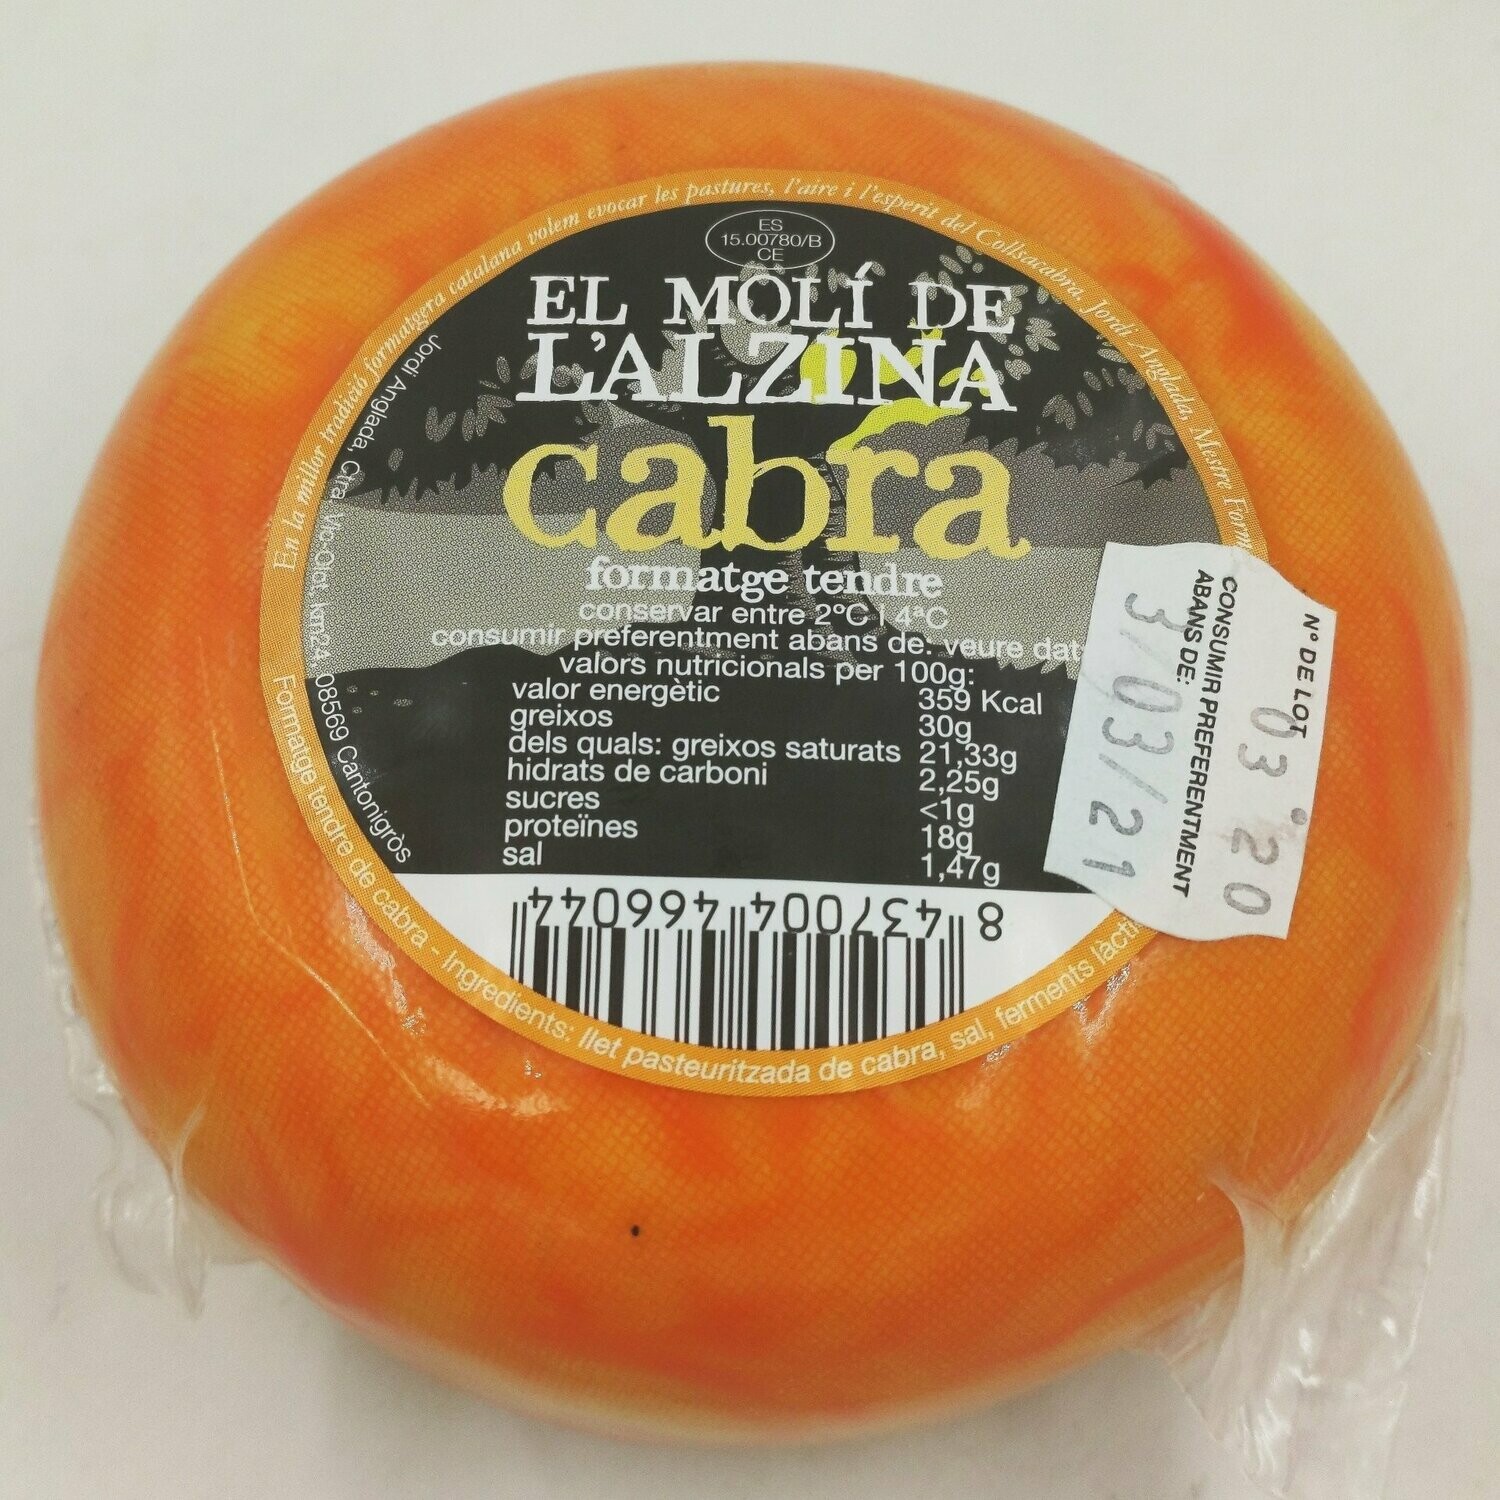 En la millor tradició formatgera catalana volem evocar les pastures, l'aire i l'esperit del Collsacabra. Jordi Anglada, Mestre
ES
15.00780/B
CE
EL MOLÍ DE
L'ALZINA
cabra
formatge tendre
conservar entre 2ºC | 4ªC
consumir preferentment abans de: veure
valors nutricionals per 100g:
valor energètic 359 Kcal
greixos 30g
dels quals: greixos saturats 21,33g
hidrats de carboni 2,25g
sucres <1g
proteïnes 18g
sal 1,47g
8 437004 466044
Jordi Anglada, Ctra. Vic-Olot, km24, 08569 Cantonigròs
Formatge tendre de cabra - Ingredients: llet pasteuritzada de cabra, sal, ferments
Nº DE LOT
03 20
CONSUMIR PREFERENTMENT
ABANS DE:
3/03/21